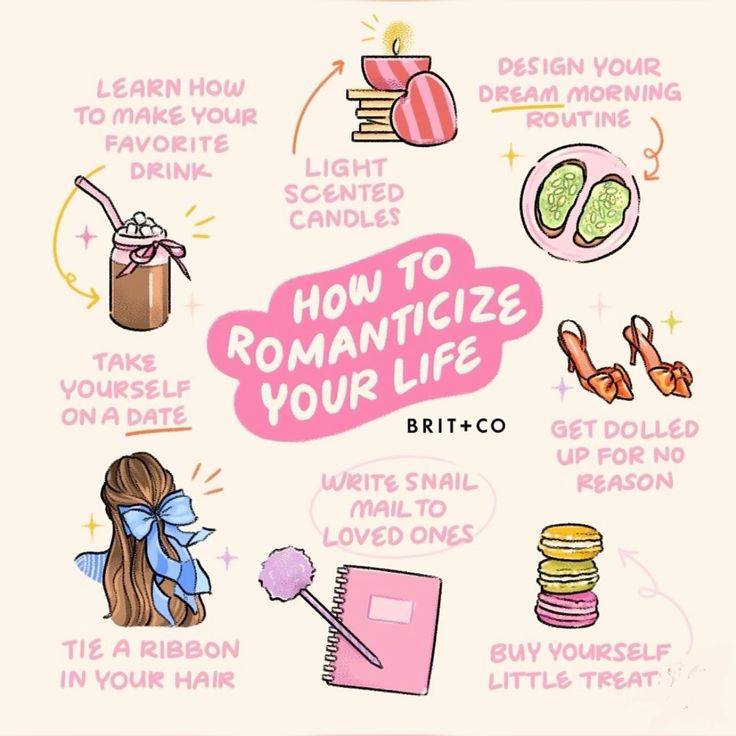 LEARN HOW
TO MAKE YOUR
FAVORITE
DRINK
LIGHT
SCENTED
CANDLES
DESIGN YOUR
DREAM MORNING
ROUTINE
HOW TO
ROMANTICIZE
YOUR LIFE
BRIT+CO
TAKE
YOURSELF
ON A DATE
GET DOLLED
UP FOR NO
REASON
WRITE SNAIL
MAIL TO
LOVED ONES
TIE A RIBBON
IN YOUR HAIR
BUY YOURSELF
LITTLE TREAT